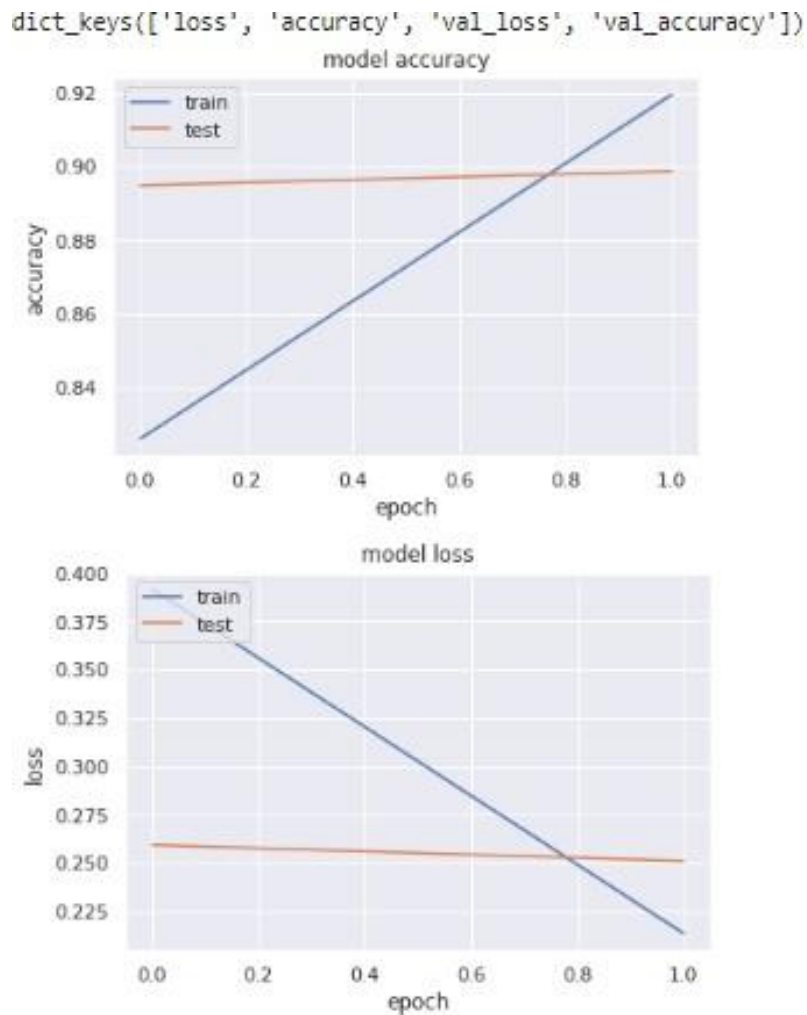 dict_keys(['loss', 'accuracy', 'val_loss', 'val_accuracy'])
model accuracy
train
test
0.92
0.90
0.88
0.86
0.84
accuracy
0.0 0.2 0.4 0.6 0.8 1.0
epoch
model loss
train
test
0.400
0.375
0.350
0.325
0.300
0.275
0.250
0.225
loss
0.0 0.2 0.4 0.6 0.8 1.0
epoch